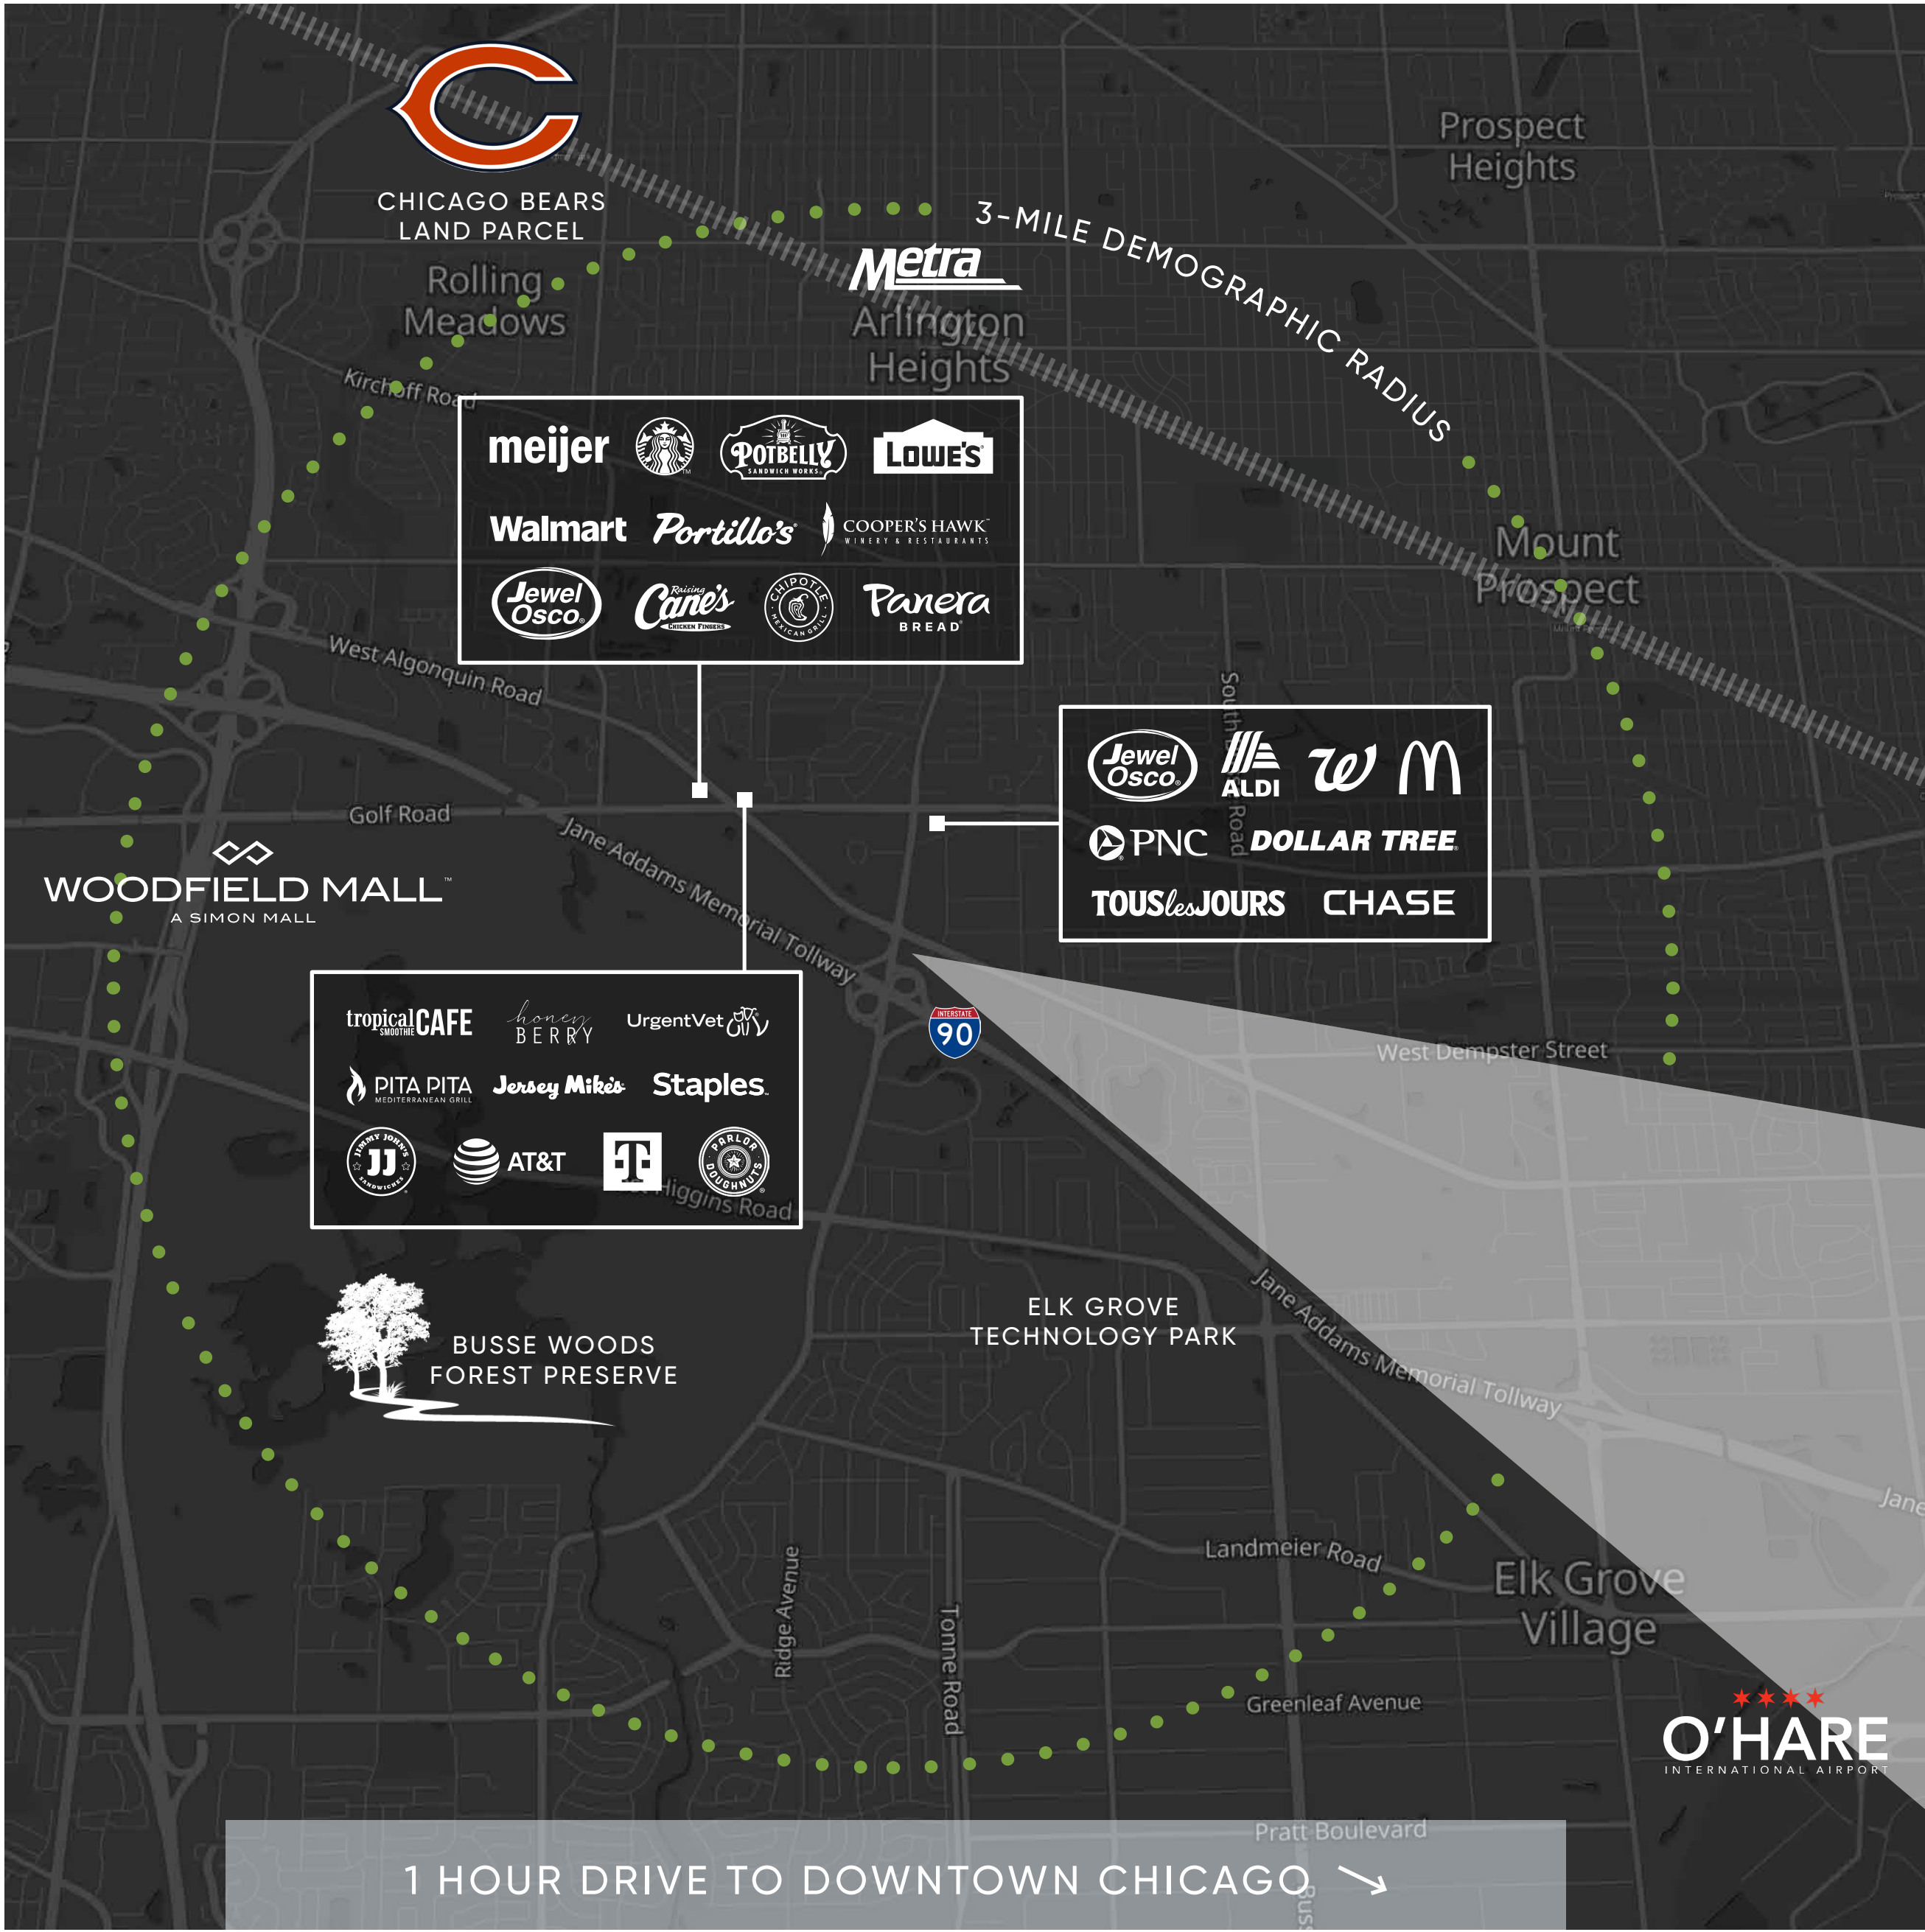 CHICAGO BEARS
LAND PARCEL
Prospect
Heights
3-MILE DEMOGRAPHIC RADIUS
Metra
Rolling
Meadows
Arlington
Heights
Kirchoff Road
meijer
POTBELLY
SANDWICH WORKS
LOWE'S
Walmart
Portillo's
COOPER'S HAWK
WINERY & RESTAURANTS
Jewel
Osco
Raising
Cane's
CHICKEN FINGERS
CHIPOTLE
MEXICAN GRILL
Panera
BREAD
Mount
Prospect
West Algonquin Road
Jewel
Osco
ALDI
W
M
PNC
DOLLAR TREE
TOUS les JOURS
CHASE
South
Road
Golf Road
Jane Addams Memorial Tollway
WOODFIELD MALL™
A SIMON MALL
tropical
SMOOTHIE
CAFE
honey
BERRY
UrgentVet
PITA PITA
MEDITERRANEAN GRILL
Jersey Mike's
Staples
JIMMY JOHN'S
JJ
SANDWICHES
AT&T
T
PARLOR
DOUGHNUTS
Higgins Road
INTERSTATE
90
West Dempster Street
BUSSE WOODS
FOREST PRESERVE
ELK GROVE
TECHNOLOGY PARK
Jane Addams Memorial Tollway
Jane
Landmeier Road
Elk Grove
Village
Ridge Avenue
Tonne Road
Greenleaf Avenue
O'HARE
INTERNATIONAL AIRPORT
Pratt Boulevard
1 HOUR DRIVE TO DOWNTOWN CHICAGO ↘
Buss